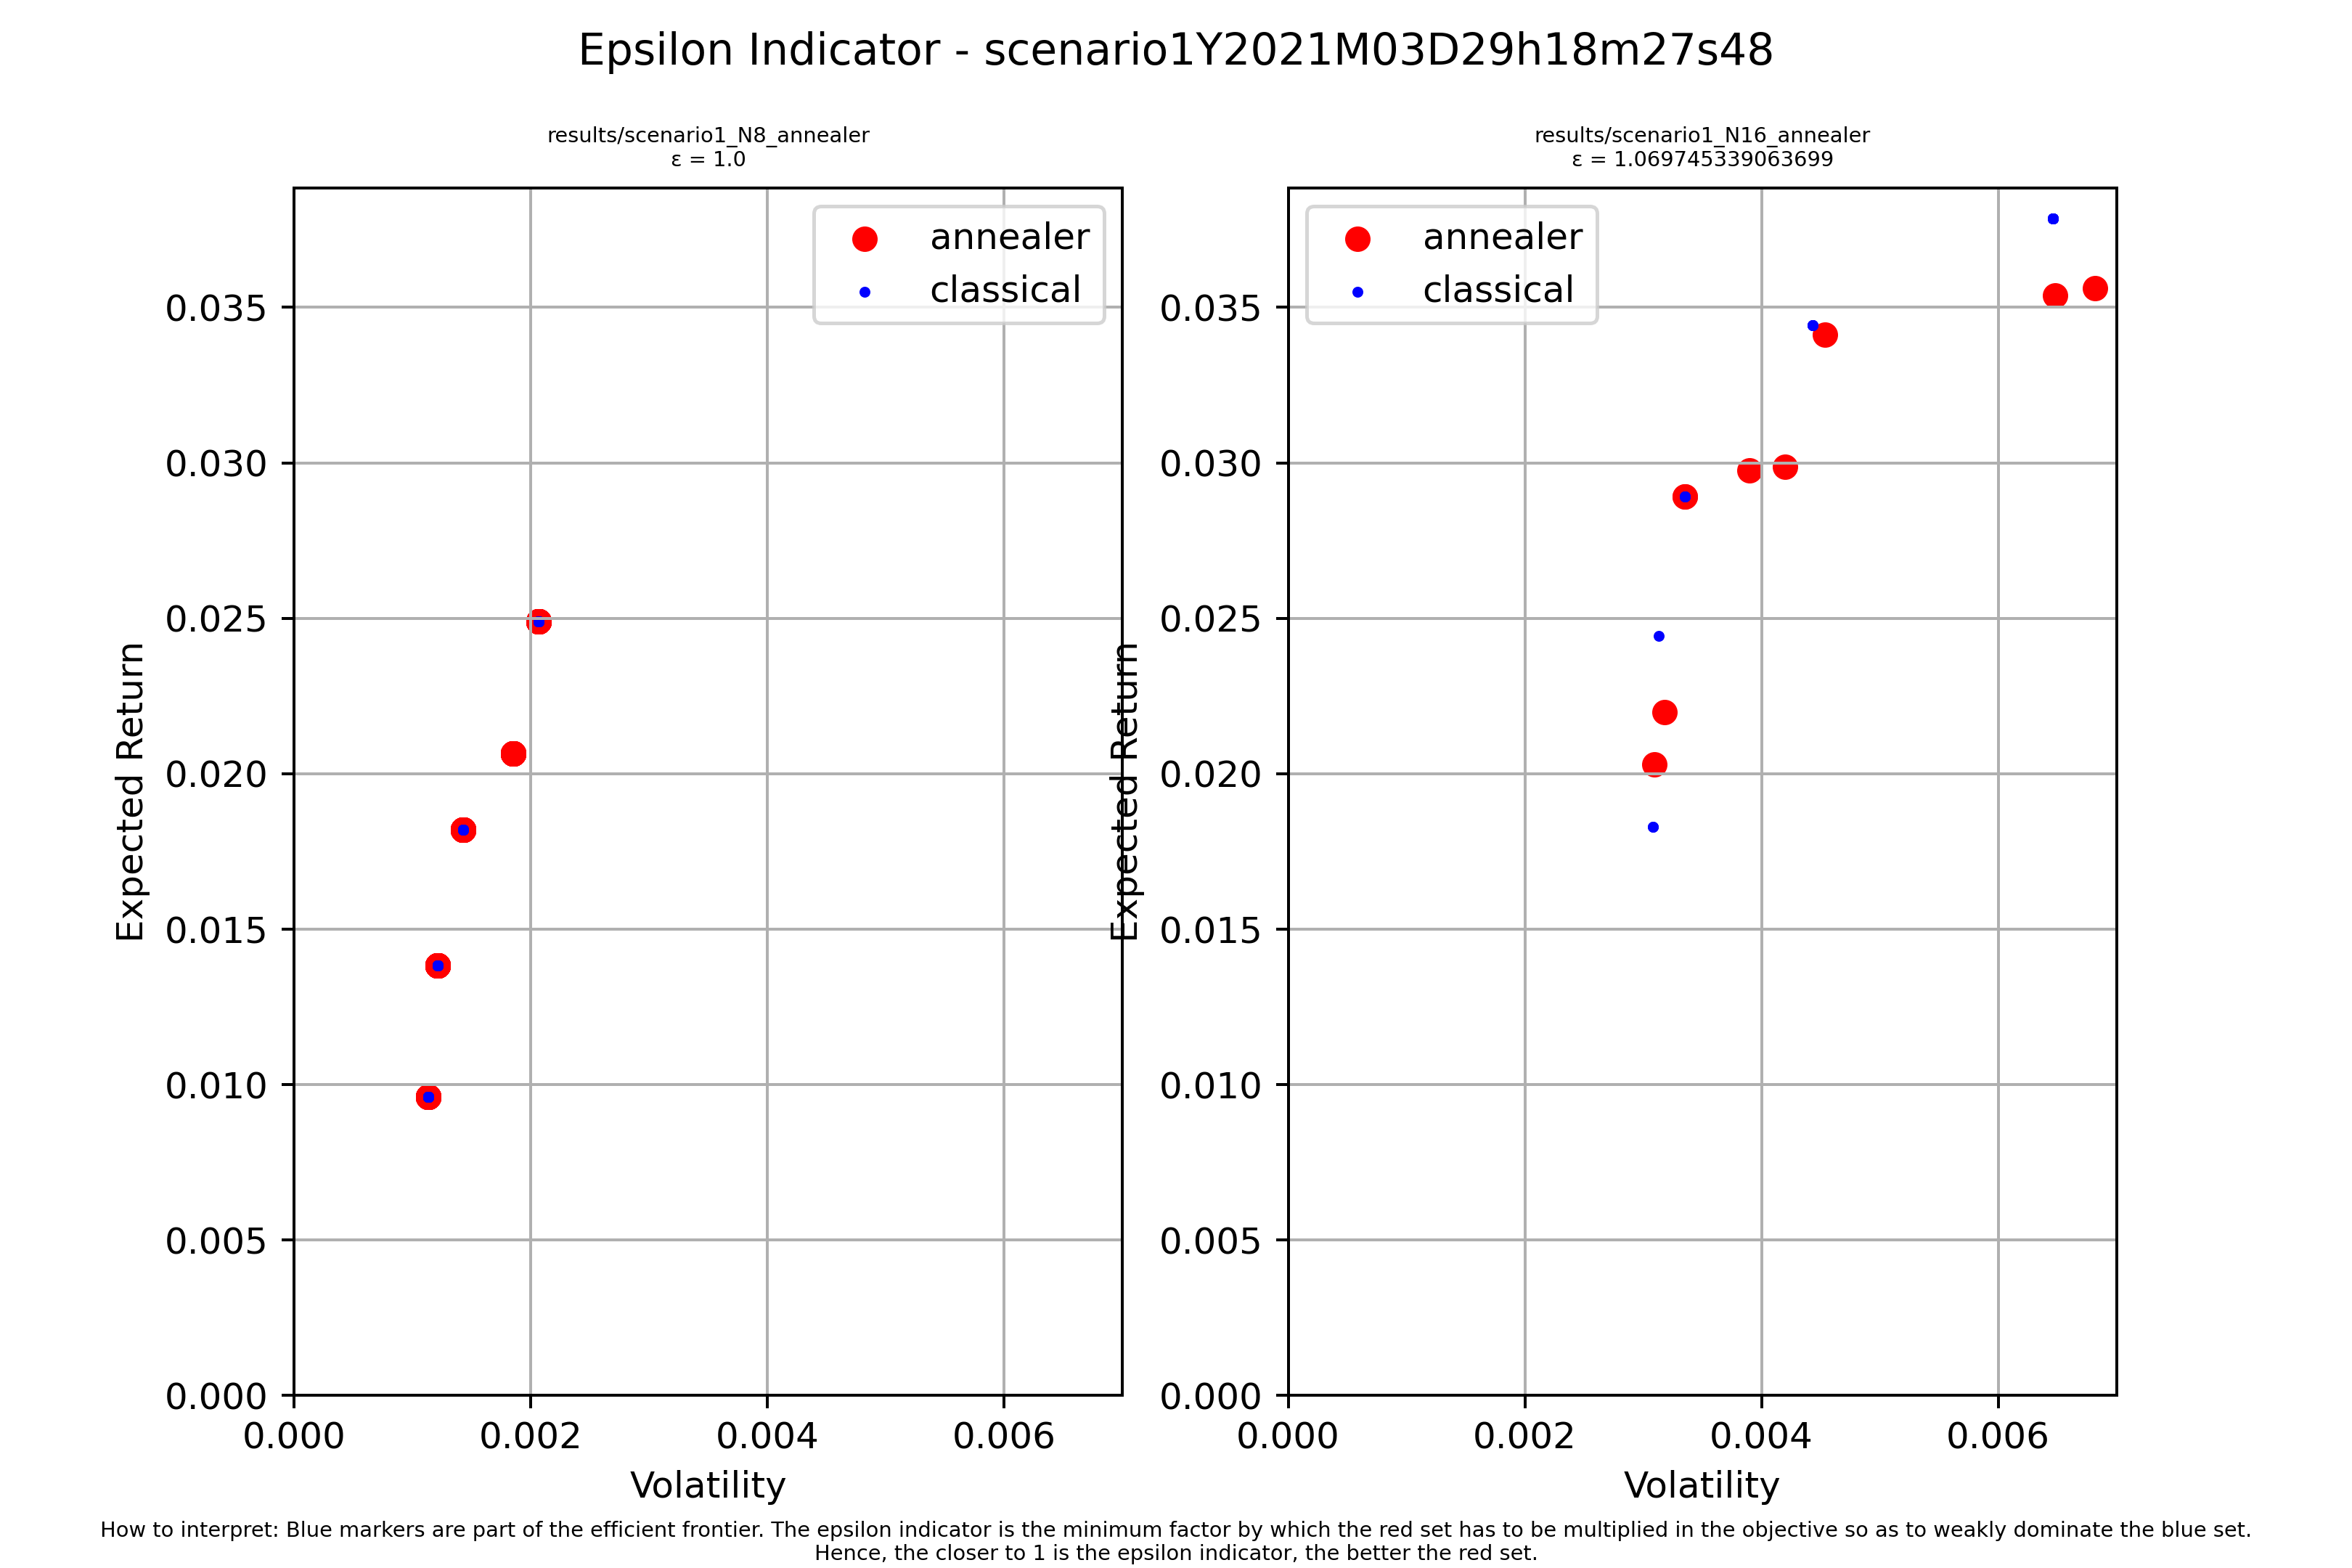 Epsilon Indicator - scenario1Y2021M03D29h18m27s48
results/scenario1_N8_annealer
ε = 1.0
annealer
classical
0.035
0.030
0.025
0.020
0.015
0.010
0.005
0.000
Expected Return
0.000 0.002 0.004 0.006
Volatility
results/scenario1_N16_annealer
ε = 1.069745339063699
annealer
classical
0.035
0.030
0.025
0.020
0.015
0.010
0.005
0.000
Expected Return
0.000 0.002 0.004 0.006
Volatility
How to interpret: Blue markers are part of the efficient frontier. The epsilon indicator is the minimum factor by which the red set has to be multiplied in the objective so as to weakly dominate the blue set.
Hence, the closer to 1 is the epsilon indicator, the better the red set.